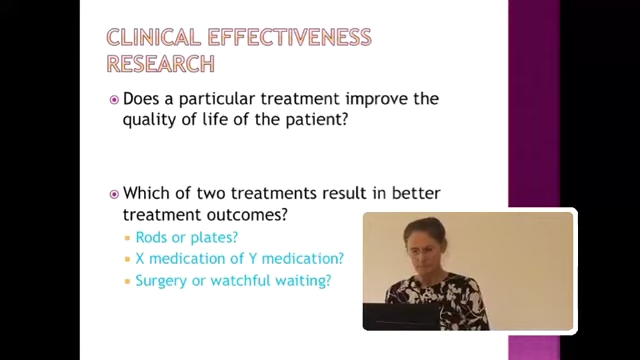 CLINICAL EFFECTIVENESS
RESEARCH
Does a particular treatment improve the
quality of life of the patient?
Which of two treatments result in better
treatment outcomes?
Rods or plates?
X medication of Y medication?
Surgery or watchful waiting?